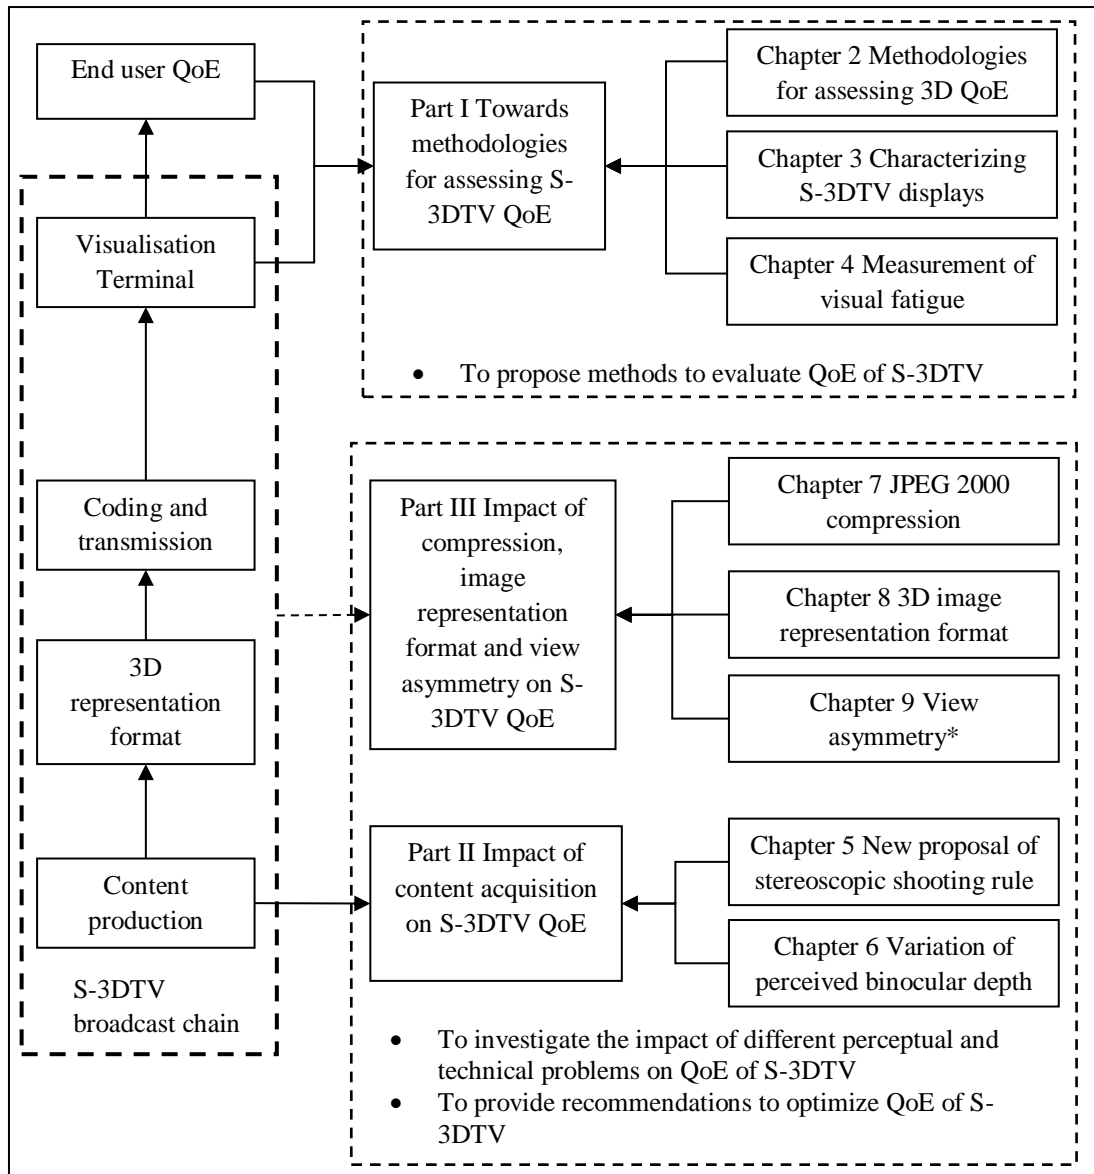 End user QoE
Visualisation
Terminal
Coding and
transmission
3D
representation
format
Content
production
S-3DTV
broadcast chain
Part I Towards
methodologies
for assessing S-
3DTV QoE
Chapter 2 Methodologies
for assessing 3D QoE
Chapter 3 Characterizing
S-3DTV displays
Chapter 4 Measurement of
visual fatigue
• To propose methods to evaluate QoE of S-3DTV
Part III Impact of
compression,
image
representation
format and view
asymmetry on S-
3DTV QoE
Chapter 7 JPEG 2000
compression
Chapter 8 3D image
representation format
Chapter 9 View
asymmetry*
Part II Impact of
content acquisition
on S-3DTV QoE
Chapter 5 New proposal of
stereoscopic shooting rule
Chapter 6 Variation of
perceived binocular depth
• To investigate the impact of different perceptual and
technical problems on QoE of S-3DTV
• To provide recommendations to optimize QoE of S-
3DTV